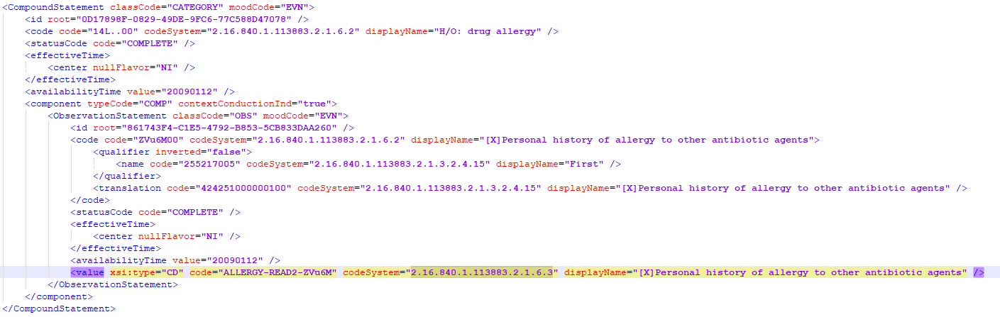 <CompoundStatement classCode="CATEGORY" moodCode="EVN">
<id root="0D17898F-0829-49DE-9FC6-77C588D47078" />
<code code="14L..00" codeSystem="2.16.840.1.113883.2.1.6.2" displayName="H/O: drug allergy" />
<statusCode code="COMPLETE" />
<effectiveTime>
<center nullFlavor="NI" />
</effectiveTime>
<availabilityTime value="20090112" />
<component typeCode="COMP" contextConductionInd="true">
<ObservationStatement classCode="OBS" moodCode="EVN">
<id root="861743F4-C1E5-4792-B853-5CB833DAA260" />
<code code="ZVu6M00" codeSystem="2.16.840.1.113883.2.1.6.2" displayName="[X]Personal history of allergy to other antibiotic agents">
<qualifier inverted="false">
<name code="255217005" codeSystem="2.16.840.1.113883.2.1.3.2.4.15" displayName="First" />
</qualifier>
<translation code="424251000000100" codeSystem="2.16.840.1.113883.2.1.3.2.4.15" displayName="[X]Personal history of allergy to other antibiotic agents" />
</code>
<statusCode code="COMPLETE" />
<effectiveTime>
<center nullFlavor="NI" />
</effectiveTime>
<availabilityTime value="20090112" />
<value xsi:type="CD" code="ALLERGY-READ2-ZVu6M" codeSystem="2.16.840.1.113883.2.1.6.3" displayName="[X]Personal history of allergy to other antibiotic agents" />
</ObservationStatement>
</component>
</CompoundStatement>